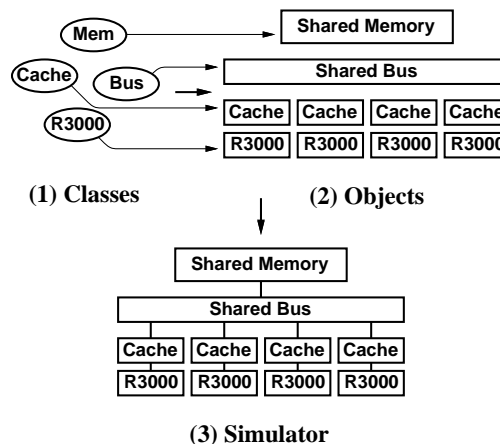 Mem
Shared Memory
Cache
Bus
Shared Bus
R3000
Cache Cache Cache Cache
R3000 R3000 R3000 R3000
(1) Classes
(2) Objects
Shared Memory
Shared Bus
Cache Cache Cache Cache
R3000 R3000 R3000 R3000
(3) Simulator